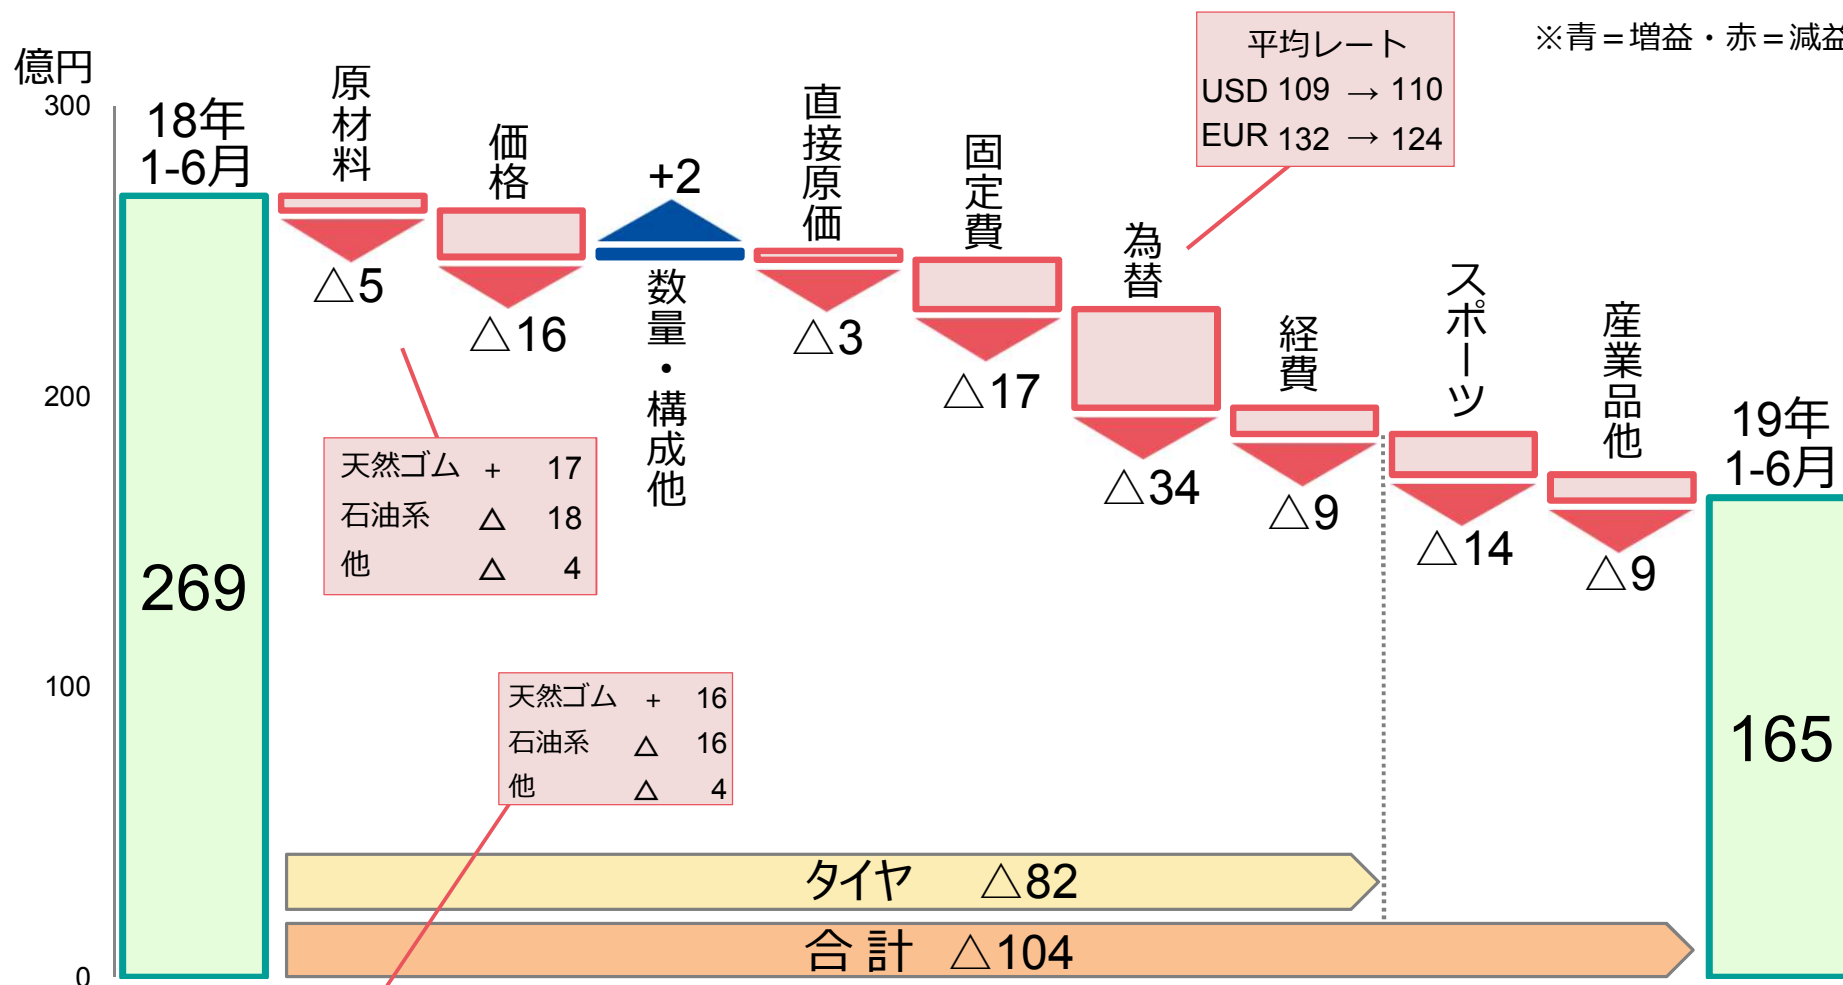 ※青＝増益・赤＝減益
億円
300
200
100
0
18年
1-6月
269
原材料
△5
価格
△16
+2
数量・構成他
直接原価
△3
固定費
△17
為替
△34
経費
△9
スポーツ
△14
産業品他
△9
19年
1-6月
165
平均レート
USD 109 → 110
EUR 132 → 124
天然ゴム + 17
石油系 △ 18
他 △ 4
天然ゴム + 16
石油系 △ 16
他 △ 4
タイヤ △82
合計 △104